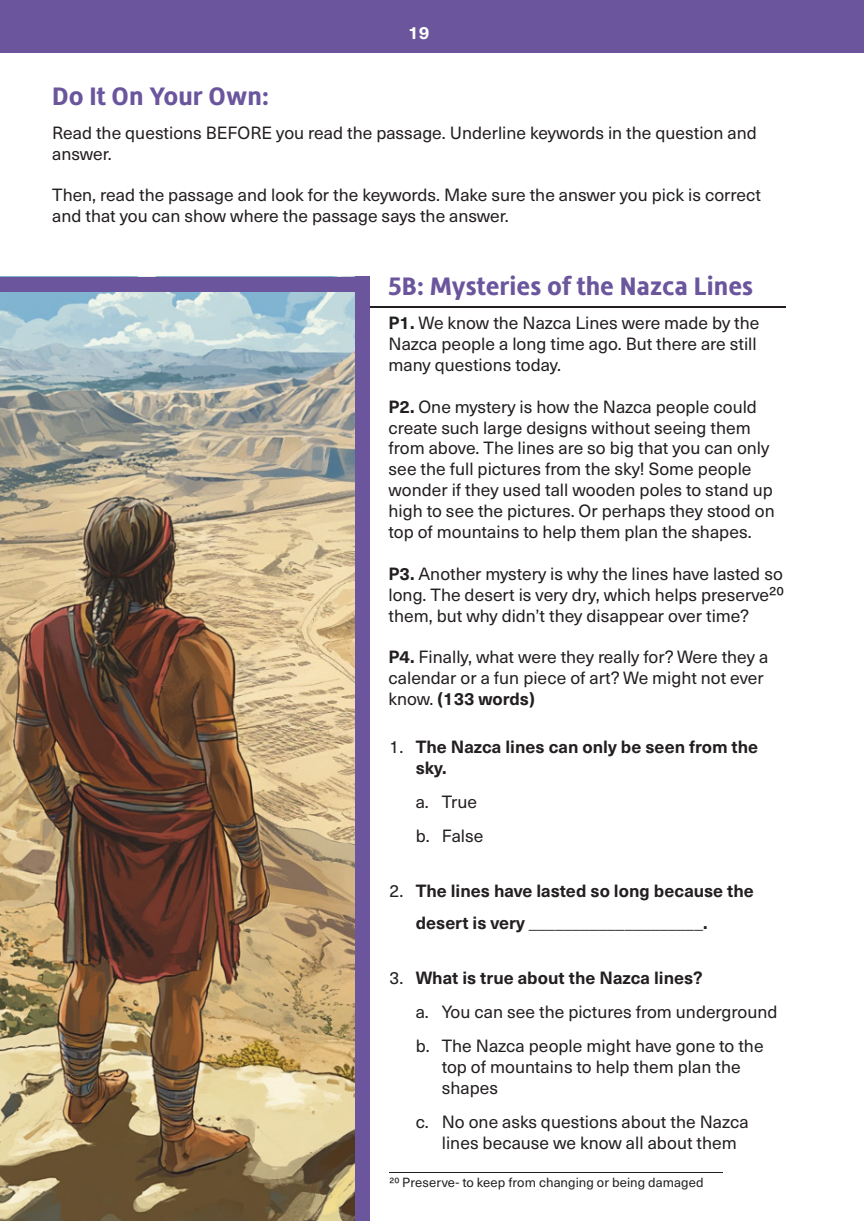 19
Do It On Your Own:
Read the questions BEFORE you read the passage. Underline keywords in the question and
answer.
Then, read the passage and look for the keywords. Make sure the answer you pick is correct
and that you can show where the passage says the answer.
5B: Mysteries of the Nazca Lines
P1. We know the Nazca Lines were made by the
Nazca people a long time ago. But there are still
many questions today.
P2. One mystery is how the Nazca people could
create such large designs without seeing them
from above. The lines are so big that you can only
see the full pictures from the sky! Some people
wonder if they used tall wooden poles to stand up
high to see the pictures. Or perhaps they stood on
top of mountains to help them plan the shapes.
P3. Another mystery is why the lines have lasted so
long. The desert is very dry, which helps preserve20
them, but why didn't they disappear over time?
P4. Finally, what were they really for? Were they a
calendar or a fun piece of art? We might not ever
know. (133 words)
1. The Nazca lines can only be seen from the
sky.
a. True
b. False
2. The lines have lasted so long because the
desert is very ___________________.
3. What is true about the Nazca lines?
a. You can see the pictures from underground
b. The Nazca people might have gone to the
top of mountains to help them plan the
shapes
c. No one asks questions about the Nazca
lines because we know all about them
20 Preserve- to keep from changing or being damaged